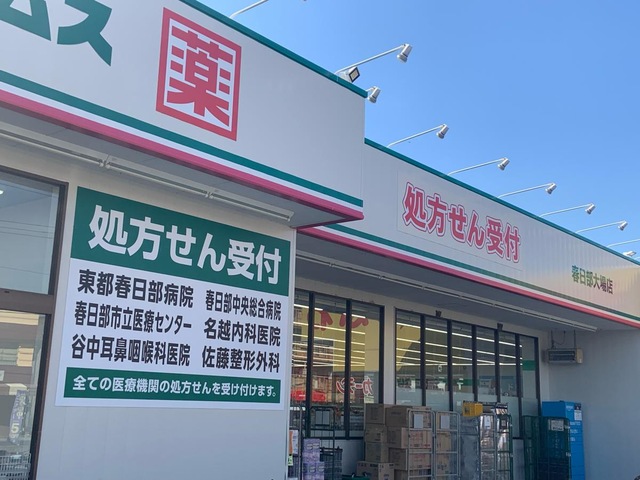 ムス
薬
処方せん受付
春日部大場店
処方せん受付
東都春日部病院 春日部中央総合病院
春日部市立医療センター 名越内科医院
谷中耳鼻咽喉科医院 佐藤整形外科
全ての医療機関の処方せんを受け付けます。